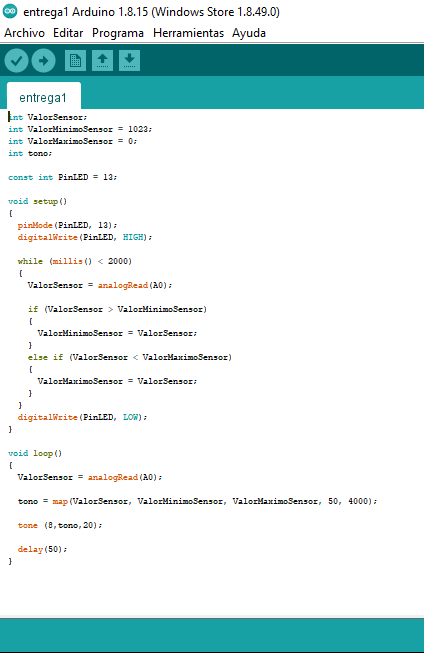 entrega1 Arduino 1.8.15 (Windows Store 1.8.49.0)
Archivo Editar Programa Herramientas Ayuda
entrega1
int ValorSensor;
int ValorMinimoSensor = 1023;
int ValorMaximoSensor = 0;
int tono;
const int PinLED = 13;
void setup()
{
pinMode(PinLED, 13);
digitalWrite(PinLED, HIGH);
while (millis() < 2000)
{
ValorSensor = analogRead(A0);
if (ValorSensor > ValorMinimoSensor)
{
ValorMinimoSensor = ValorSensor;
}
else if (ValorSensor < ValorMaximoSensor)
{
ValorMaximoSensor = ValorSensor;
}
}
digitalWrite(PinLED, LOW);
}
void loop()
{
ValorSensor = analogRead(A0);
tono = map(ValorSensor, ValorMinimoSensor, ValorMaximoSensor, 50, 4000);
tone (8,tono,20);
delay(50);
}